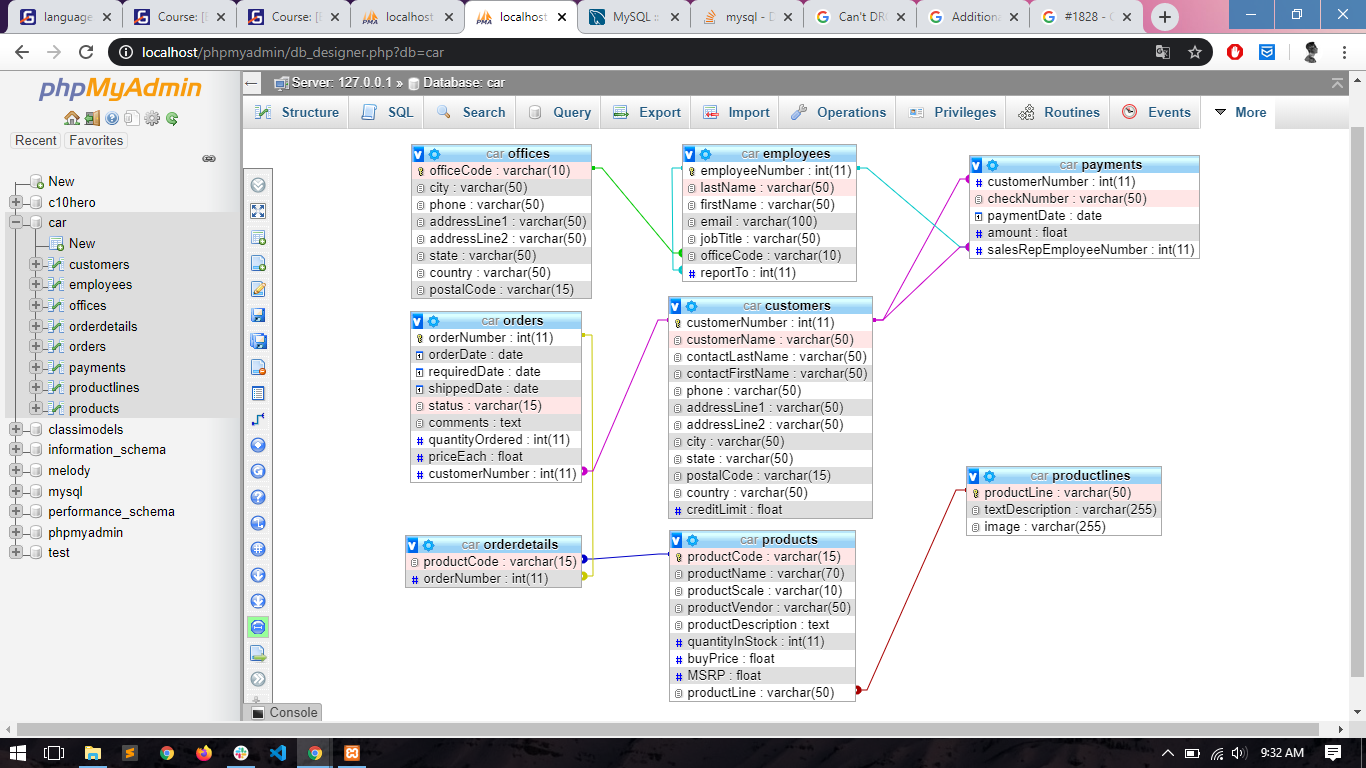 language
Course: [
Course: [
localhost
localhost
MySQL ::
mysql - D
Can't DR
Additiona
#1828 -
localhost/phpmyadmin/db_designer.php?db=car
phpMyAdmin
Recent
Favorites
New
c10hero
car
New
customers
employees
offices
orderdetails
orders
payments
productlines
products
classimodels
information_schema
melody
mysql
performance_schema
phpmyadmin
test
Server: 127.0.0.1 » Database: car
Structure
SQL
Search
Query
Export
Import
Operations
Privileges
Routines
Events
More
car offices
officeCode : varchar(10)
city : varchar(50)
phone : varchar(50)
addressLine1 : varchar(50)
addressLine2 : varchar(50)
state : varchar(50)
country : varchar(50)
postalCode : varchar(15)
car employees
employeeNumber : int(11)
lastName : varchar(50)
firstName : varchar(50)
email : varchar(100)
jobTitle : varchar(50)
officeCode : varchar(10)
reportTo : int(11)
car payments
customerNumber : int(11)
checkNumber : varchar(50)
paymentDate : date
amount : float
salesRepEmployeeNumber : int(11)
car orders
orderNumber : int(11)
orderDate : date
requiredDate : date
shippedDate : date
status : varchar(15)
comments : text
quantityOrdered : int(11)
priceEach : float
customerNumber : int(11)
car customers
customerNumber : int(11)
customerName : varchar(50)
contactLastName : varchar(50)
contactFirstName : varchar(50)
phone : varchar(50)
addressLine1 : varchar(50)
addressLine2 : varchar(50)
city : varchar(50)
state : varchar(50)
postalCode : varchar(15)
country : varchar(50)
creditLimit : float
car productlines
productLine : varchar(50)
textDescription : varchar(255)
image : varchar(255)
car orderdetails
productCode : varchar(15)
orderNumber : int(11)
car products
productCode : varchar(15)
productName : varchar(70)
productScale : varchar(10)
productVendor : varchar(50)
productDescription : text
quantityInStock : int(11)
buyPrice : float
MSRP : float
productLine : varchar(50)
Console
9:32 AM